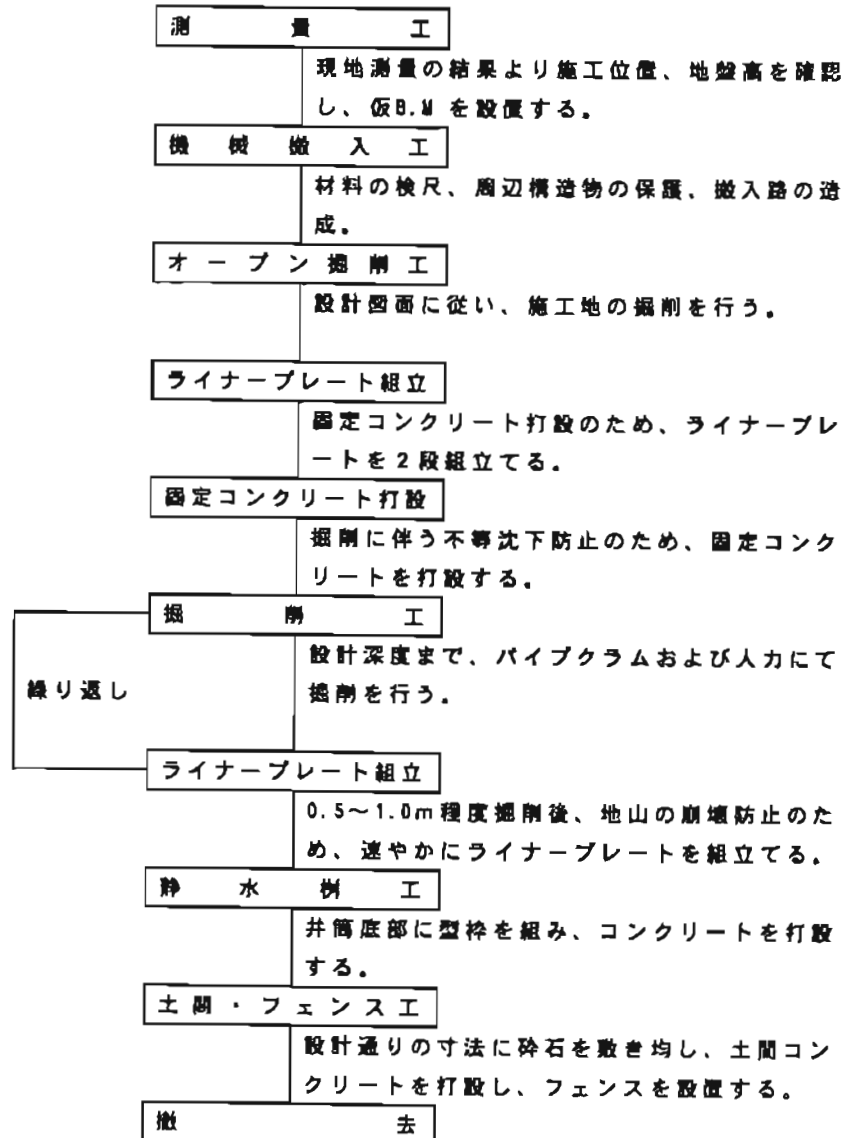 測量工
現地測量の結果より施工位置、地盤高を確認
し、仮B.M を設置する。
機械搬入工
材料の検尺、周辺構造物の保護、搬入路の造
成。
オープン掘削工
設計図面に従い、施工地の掘削を行う。
ライナープレート組立
固定コンクリート打設のため、ライナープレ
ートを2段組立てる。
固定コンクリート打設
掘削に伴う不等沈下防止のため、固定コンク
リートを打設する。
掘削工
設計深度まで、パイプクラムおよび人力にて
掘削を行う。
繰り返し
ライナープレート組立
0.5～1.0m程度掘削後、地山の崩壊防止のた
め、速やかにライナープレートを組立てる。
静水桝工
井筒底部に型枠を組み、コンクリートを打設
する。
土間・フェンス工
設計通りの寸法に砕石を敷き均し、土間コン
クリートを打設し、フェンスを設置する。
撤去